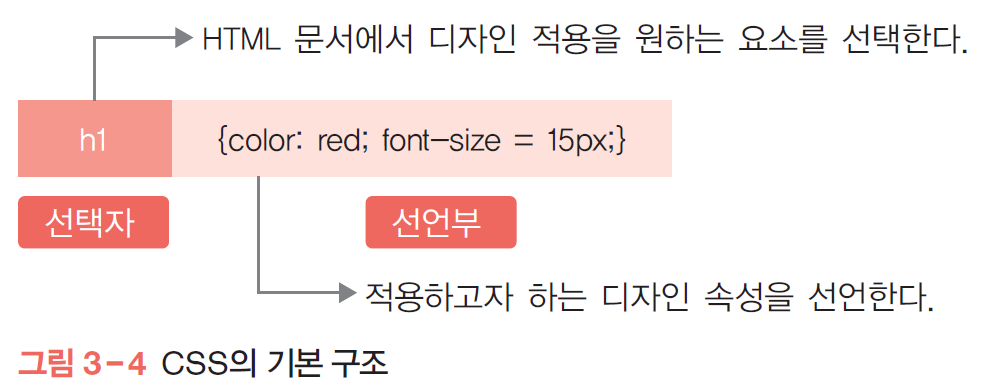 HTML 문서에서 디자인 적용을 원하는 요소를 선택한다.
h1 {color: red; font-size = 15px;}
선택자 선언부
적용하고자 하는 디자인 속성을 선언한다.
그림 3-4 CSS의 기본 구조